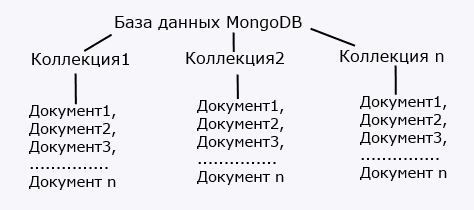 База данных MongoDB
Коллекция1
Коллекция2
Коллекция n
Документ1,
Документ2,
Документ3,
...............
Документ n
Документ1,
Документ2,
Документ3,
...............
Документ n
Документ1,
Документ2,
Документ3,
...............
Документ n